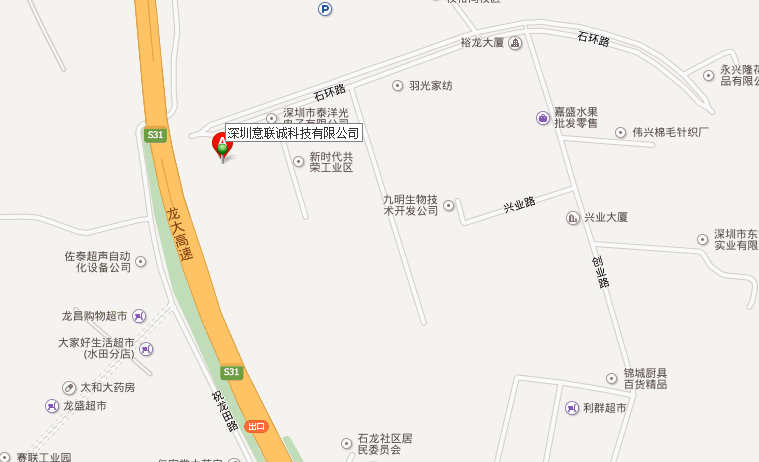 P
裕龙大厦
石环路
永兴隆花
品有限公
羽光家纺
石环路
深圳市泰洋光
嘉盛水果
批发零售
S31
深圳意联诚科技有限公司
伟兴棉毛针织厂
新时代共
荣工业区
九明生物技
术开发公司
兴业路
龙大高速
兴业大厦
深圳市东
实业有限
佐泰超声自动
化设备公司
创业路
龙昌购物超市
大家好生活超市
(水田分店)
S31
锦城厨具
百货精品
太和大药房
龙盛超市
祝龙田路
利群超市
出口
石龙社区居
民委员会
赛联工业园